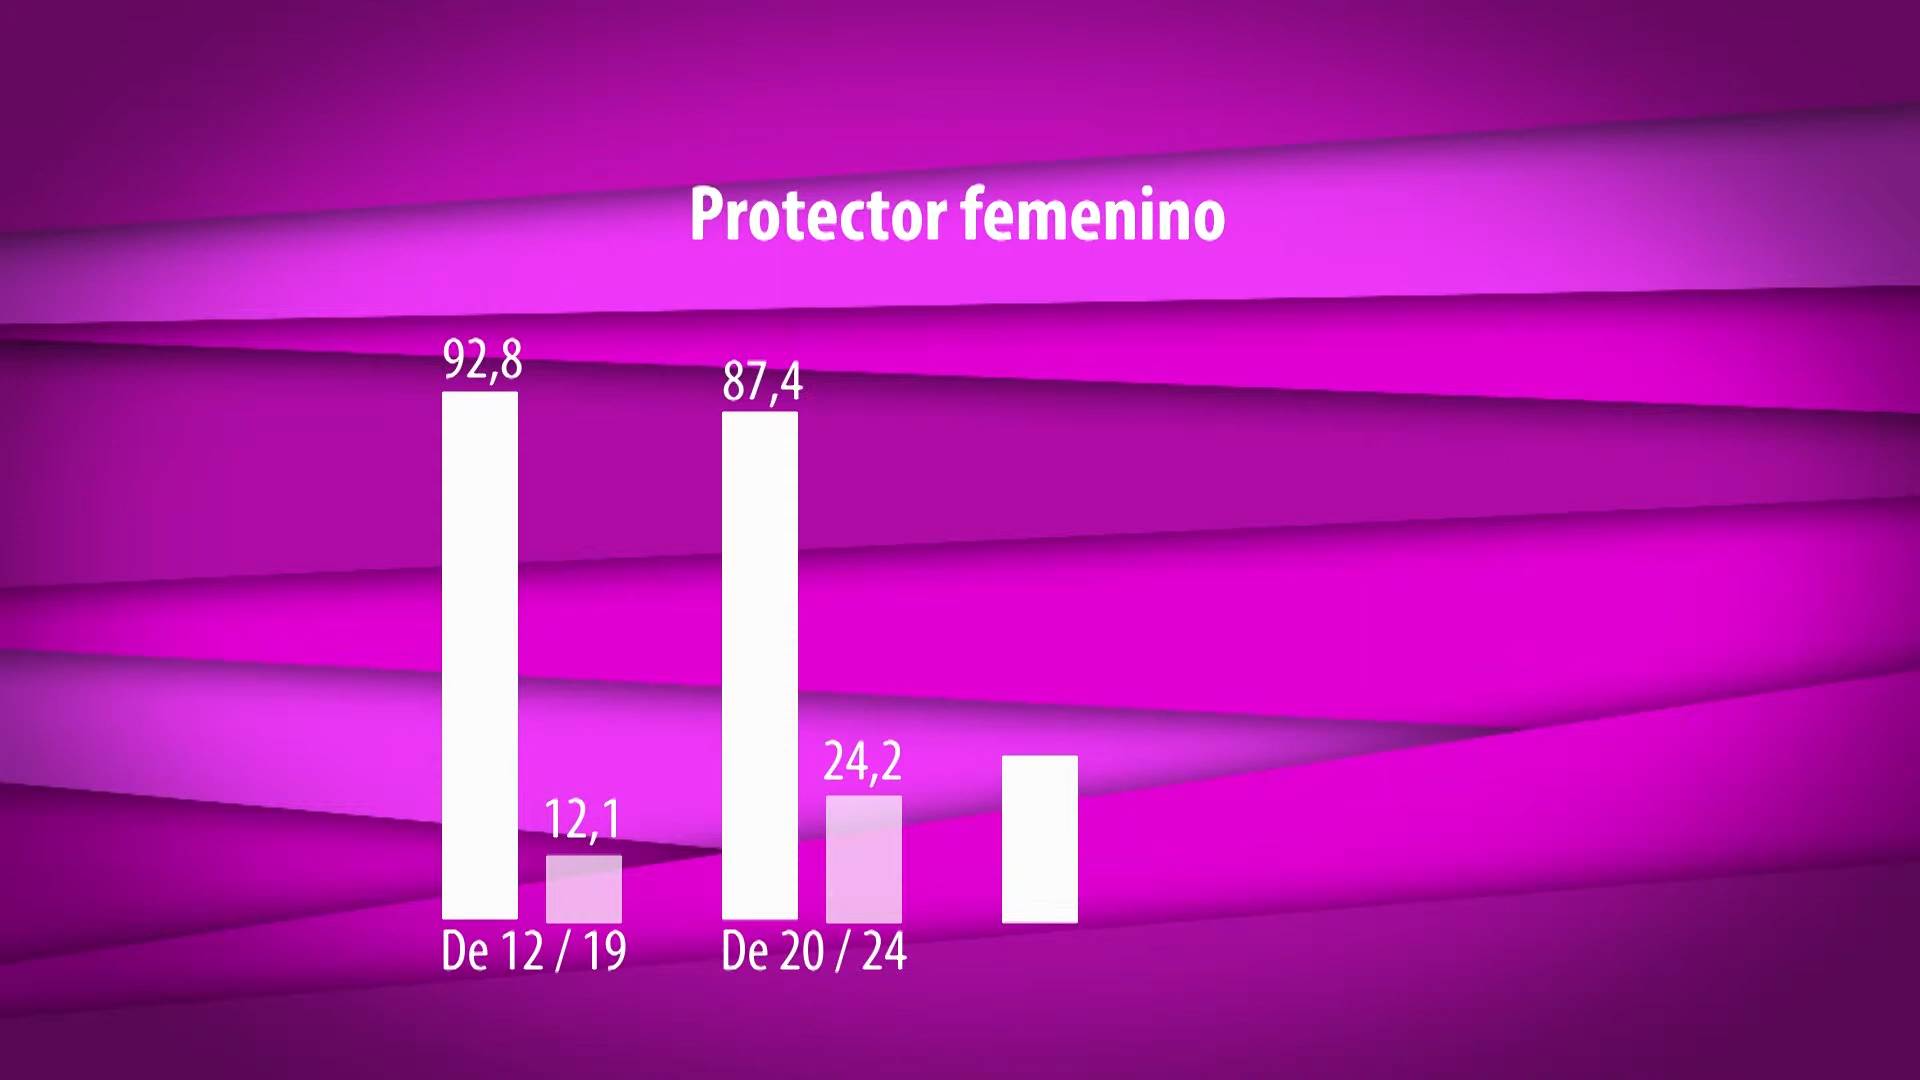 Protector femenino
92,8
87,4
24,2
12,1
De 12 / 19
De 20 / 24